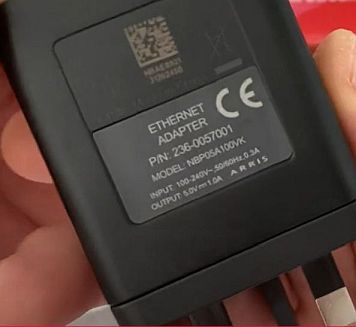 ETHERNET
ADAPTER
P/N: 236-0057001
MODEL: NBP05A100VK
INPUT: 100-240V~,50/60Hz,0.3A
OUTPUT: 5.0V⎓1.0A
ARRIS
CE